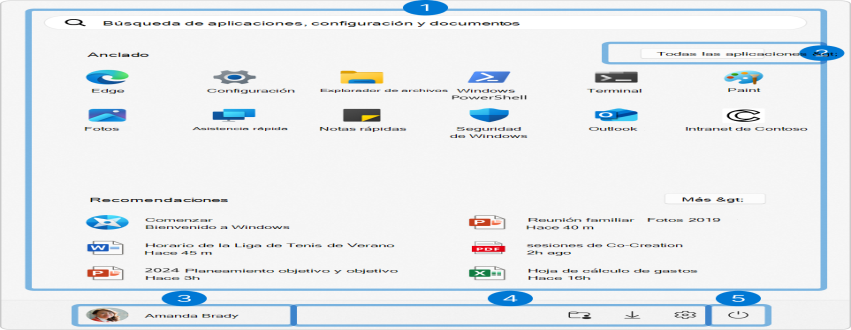 1
Búsqueda de aplicaciones, configuración y documentos
Anclado
Todas las aplicaciones &gt;
2
Edge
Configuración
Explorador de archivos
Windows
PowerShell
Terminal
Paint
Fotos
Asistencia rápida
Notas rápidas
Seguridad
de Windows
Outlook
Intranet de Contoso
Recomendaciones
Más &gt;
Comenzar
Bienvenido a Windows
Reunión familiar Fotos 2019
Hace 40 m
Horario de la Liga de Tenis de Verano
Hace 45 m
PDF
sesiones de Co-Creation
2h ago
2024 Planeamiento objetivo y objetivo
Hace 3h
Hoja de cálculo de gastos
Hace 16h
3
4
5
Amanda Brady